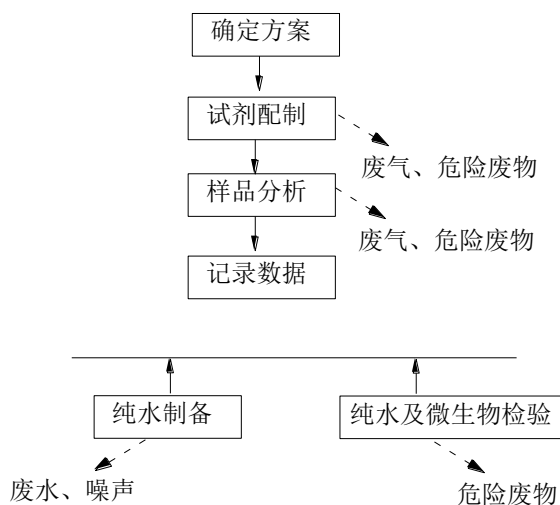 确定方案
试剂配制
废气、危险废物
样品分析
废气、危险废物
记录数据
纯水制备
纯水及微生物检验
废水、噪声
危险废物